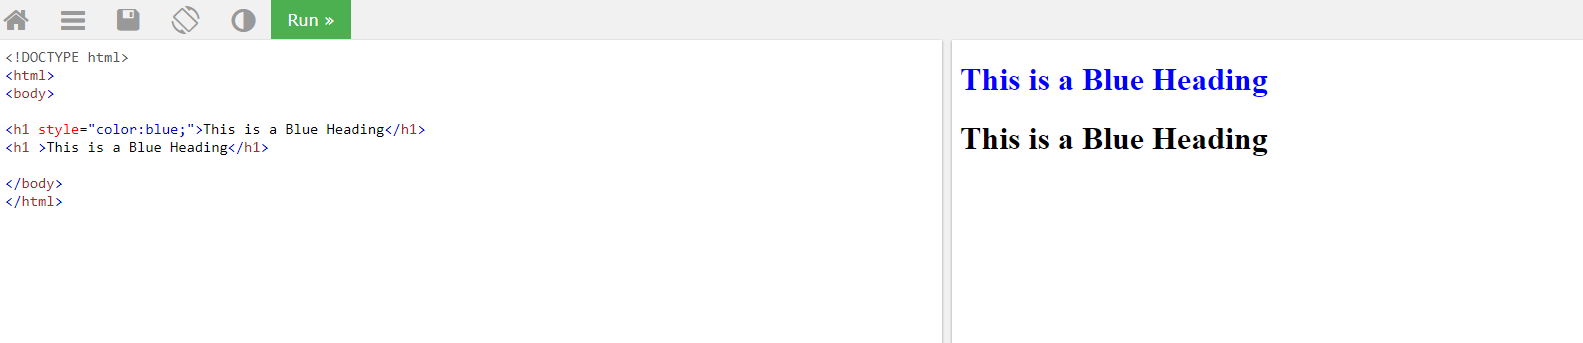 Run »
<!DOCTYPE html>
<html>
<body>
<h1 style="color:blue;">This is a Blue Heading</h1>
<h1 >This is a Blue Heading</h1>
</body>
</html>
This is a Blue Heading
This is a Blue Heading